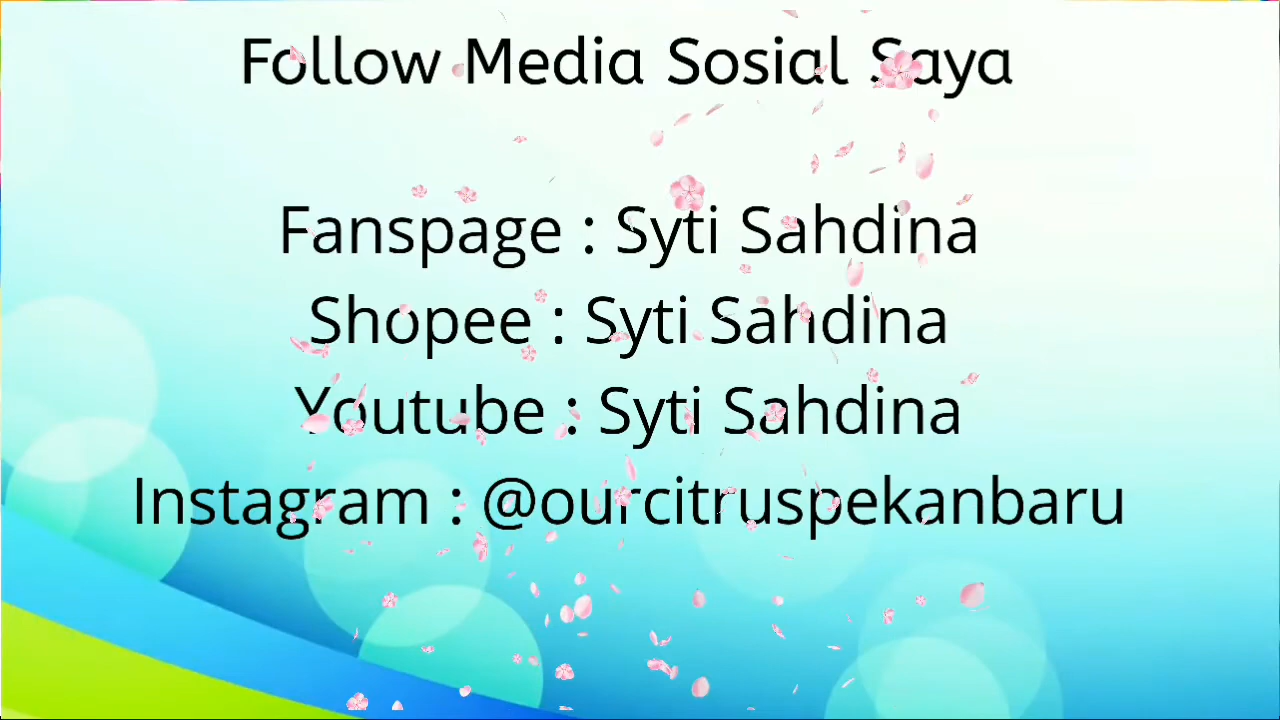 Follow Media Sosial Saya
Fanspage : Syti Sahdina
Shopee : Syti Sahdina
Youtube : Syti Sahdina
Instagram : @ourcitruspekanbaru